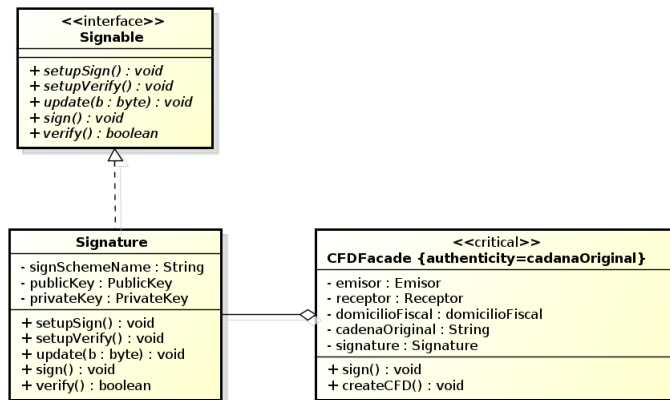 <<interface>>
Signable
+ setupSign() : void
+ setupVerify() : void
+ update(b : byte) : void
+ sign() : void
+ verify() : boolean
Signature
- signSchemeName : String
- publicKey : PublicKey
- privateKey : PrivateKey
+ setupSign() : void
+ setupVerify() : void
+ update(b : byte) : void
+ sign() : void
+ verify() : boolean
<<critical>>
CFDFacade {authenticity=cadanaOriginal}
- emisor : Emisor
- receptor : Receptor
- domicilioFiscal : domicilioFiscal
- cadenaOriginal : String
- signature : Signature
+ sign() : void
+ createCFD() : void